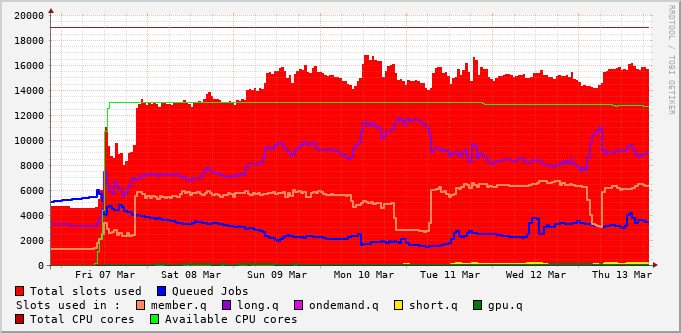 20000
18000
16000
14000
12000
10000
8000
6000
4000
2000
0
Fri 07 Mar Sat 08 Mar Sun 09 Mar Mon 10 Mar Tue 11 Mar Wed 12 Mar Thu 13 Mar
Total slots used Queued Jobs
Slots used in : member.q long.q ondemand.q short.q gpu.q
Total CPU cores Available CPU cores
RRDTOOL / TOBI OETIKER